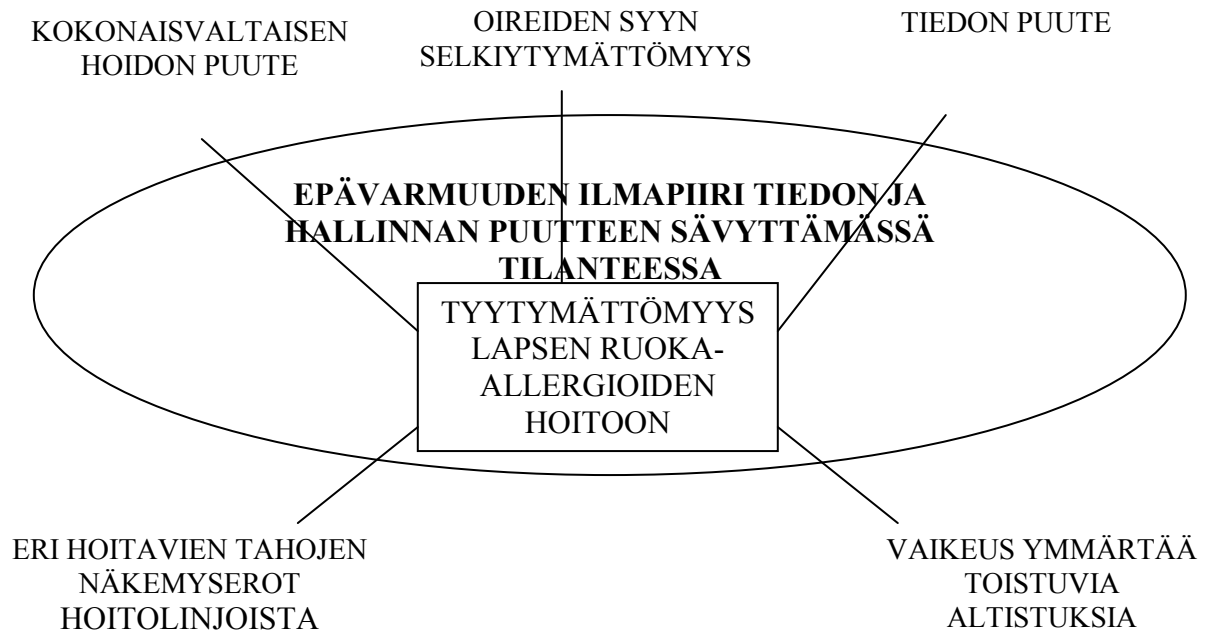 KOKONAISVALTAISEN
HOIDON PUUTE
OIREIDEN SYYN
SELKIYTYMÄTTÖMYYS
TIEDON PUUTE
EPÄVARMUUDEN ILMAPIIRI TIEDON JA
HALLINNAN PUUTTEEN SÄVYTTÄMÄSSÄ
TILANTEESSA
TYYTYMÄTTÖMYYS
LAPSEN RUOKA-
ALLERGIOIDEN
HOITOON
ERI HOITAVIEN TAHOJEN
NÄKEMYSEROT
HOITOLINJOISTA
VAIKEUS YMMÄRTÄÄ
TOISTUVIA
ALTISTUKSIA